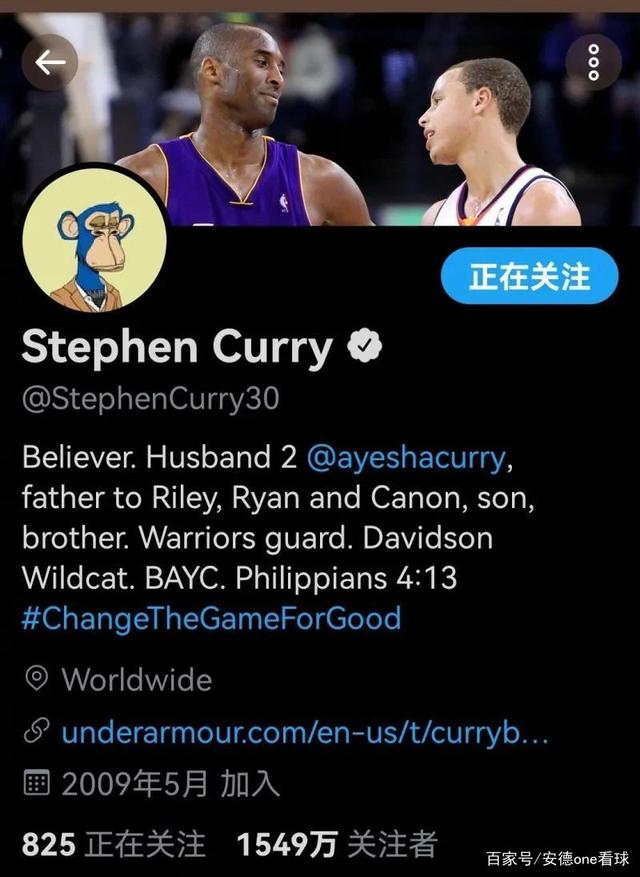 正在关注
Stephen Curry
@StephenCurry30
Believer. Husband 2 @ayeshacurry,
father to Riley, Ryan and Canon, son,
brother. Warriors guard. Davidson
Wildcat. BAYC. Philippians 4:13
#ChangeTheGameForGood
Worldwide
underarmour.com/en-us/t/curryb...
2009年5月 加入
825 正在关注 1549万 关注者
百家号/安德one看球